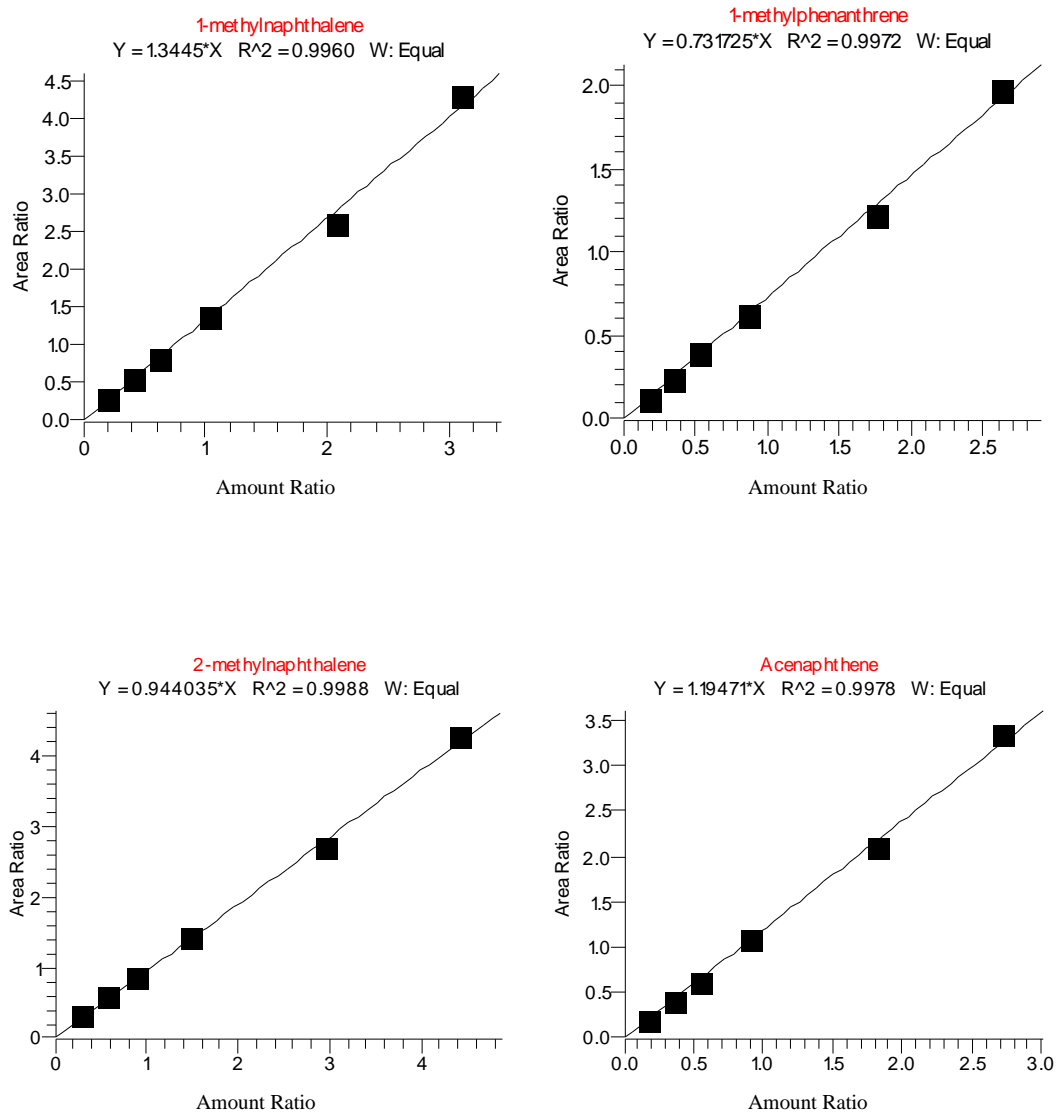 1-methylnaphthalene
Y = 1.3445*X R^2 = 0.9960 W: Equal
4.5
4.0
3.5
3.0
2.5
2.0
1.5
1.0
0.5
0.0
Area Ratio
0 1 2 3
Amount Ratio
1-methylphenanthrene
Y = 0.731725*X R^2 = 0.9972 W: Equal
2.0
1.5
1.0
0.5
0.0
Area Ratio
0.0 0.5 1.0 1.5 2.0 2.5
Amount Ratio
2-methylnaphthalene
Y = 0.944035*X R^2 = 0.9988 W: Equal
4
3
2
1
0
Area Ratio
0 1 2 3 4
Amount Ratio
Acenaphthene
Y = 1.19471*X R^2 = 0.9978 W: Equal
3.5
3.0
2.5
2.0
1.5
1.0
0.5
0.0
Area Ratio
0.0 0.5 1.0 1.5 2.0 2.5 3.0
Amount Ratio